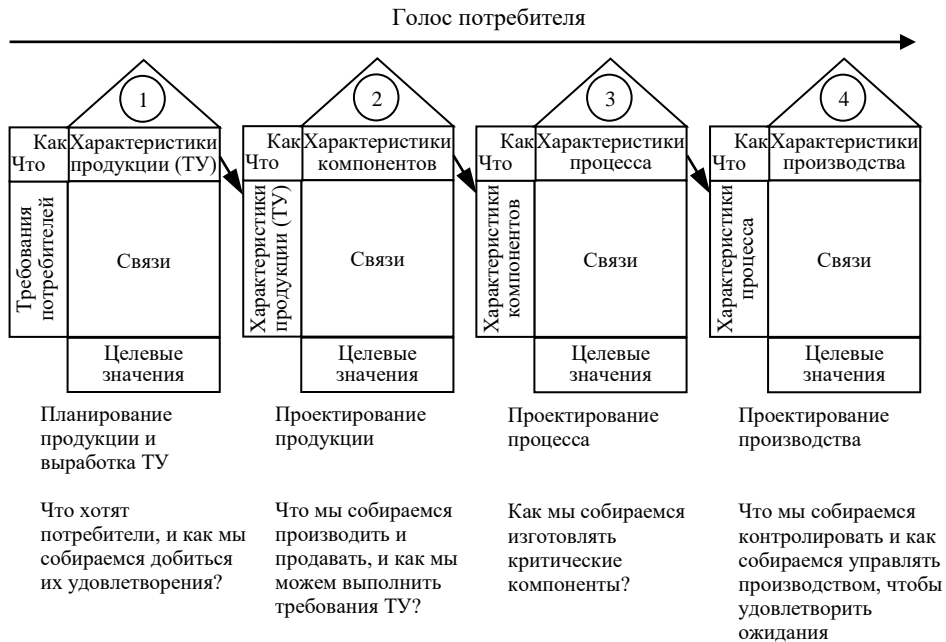 Голос потребителя
1
Как
Что
Характеристики
продукции (ТУ)
Требования
потребителей
Связи
Целевые
значения
Планирование
продукции и
выработка ТУ
Что хотят
потребители, и как мы
собираемся добиться
их удовлетворения?
2
Как
Что
Характеристики
компонентов
Характеристики
продукции (ТУ)
Связи
Целевые
значения
Проектирование
продукции
Что мы собираемся
производить и
продавать, и как мы
можем выполнить
требования ТУ?
3
Как
Что
Характеристики
процесса
Характеристики
компонентов
Связи
Целевые
значения
Проектирование
процесса
Как мы собираемся
изготовлять
критические
компоненты?
4
Как
Что
Характеристики
производства
Характеристики
процесса
Связи
Целевые
значения
Проектирование
производства
Что мы собираемся
контролировать и как
собираемся управлять
производством, чтобы
удовлетворить
ожидания